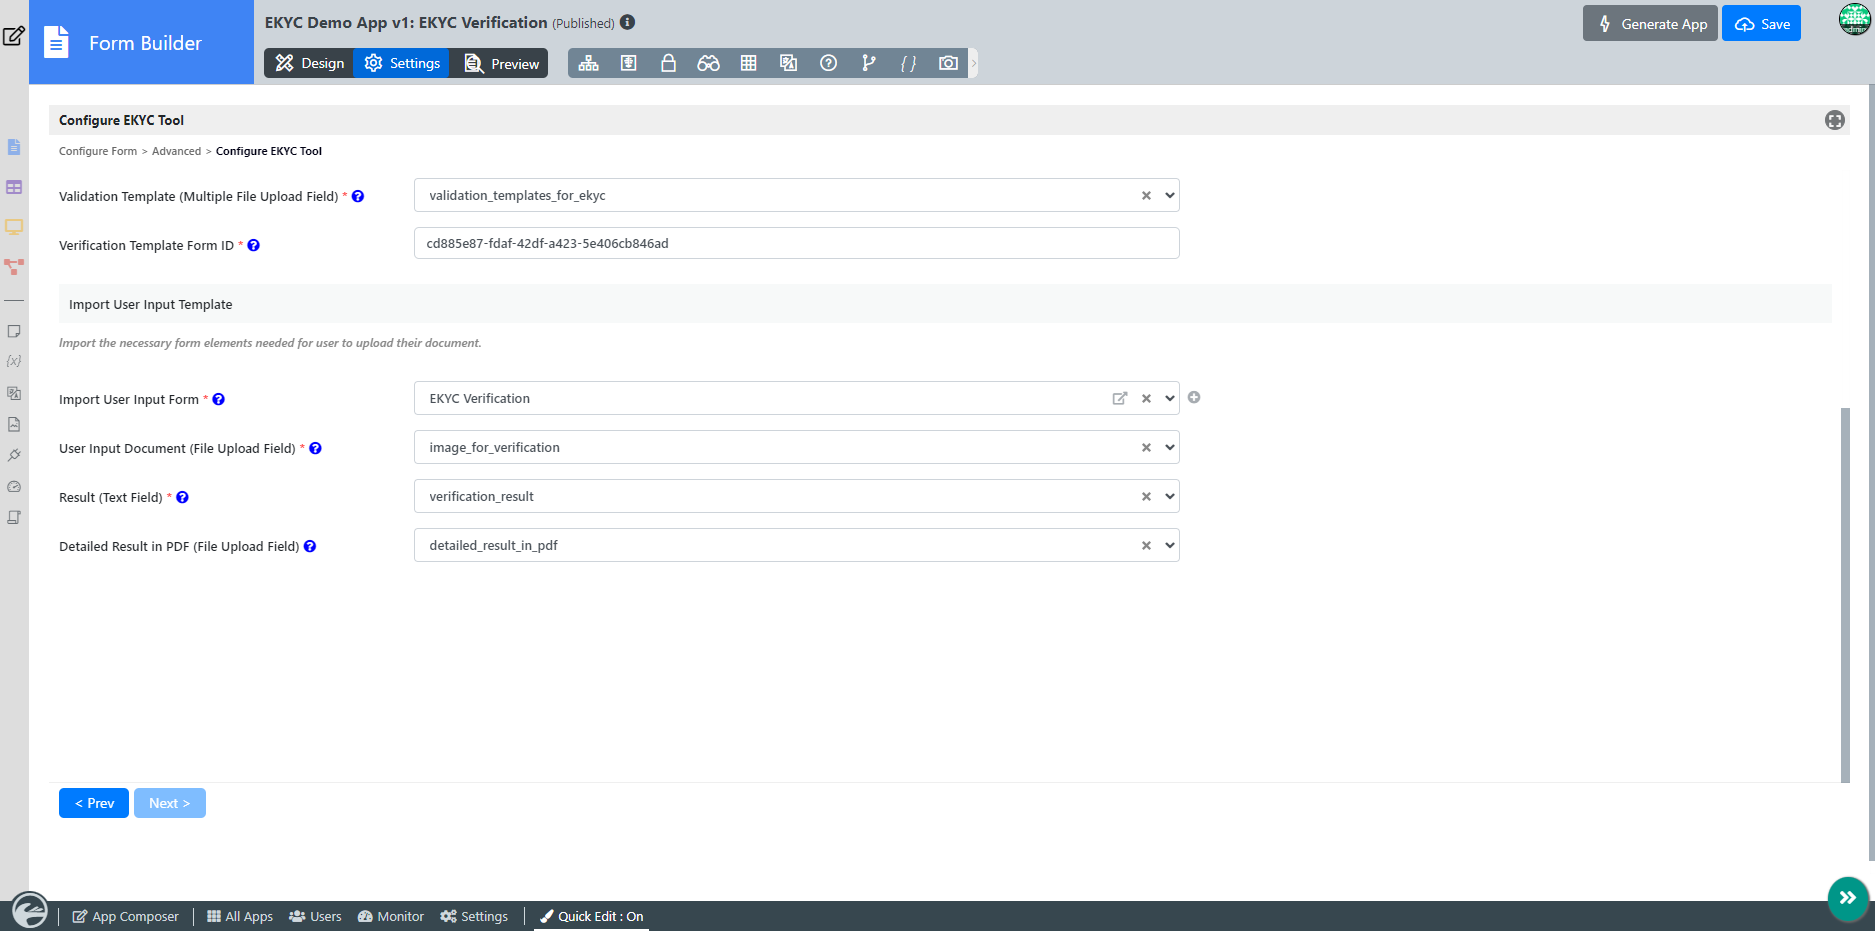 Form Builder
EKYC Demo App v1: EKYC Verification (Published)
Design
Settings
Preview
Generate App
Save
admin
Configure EKYC Tool
Configure Form > Advanced > Configure EKYC Tool
Validation Template (Multiple File Upload Field) *
validation_templates_for_ekyc
Verification Template Form ID *
cd885e87-fdaf-42df-a423-5e406cb846ad
Import User Input Template
Import the necessary form elements needed for user to upload their document.
Import User Input Form *
EKYC Verification
User Input Document (File Upload Field) *
image_for_verification
Result (Text Field) *
verification_result
Detailed Result in PDF (File Upload Field)
detailed_result_in_pdf
< Prev
Next >
App Composer
All Apps
Users
Monitor
Settings
Quick Edit : On